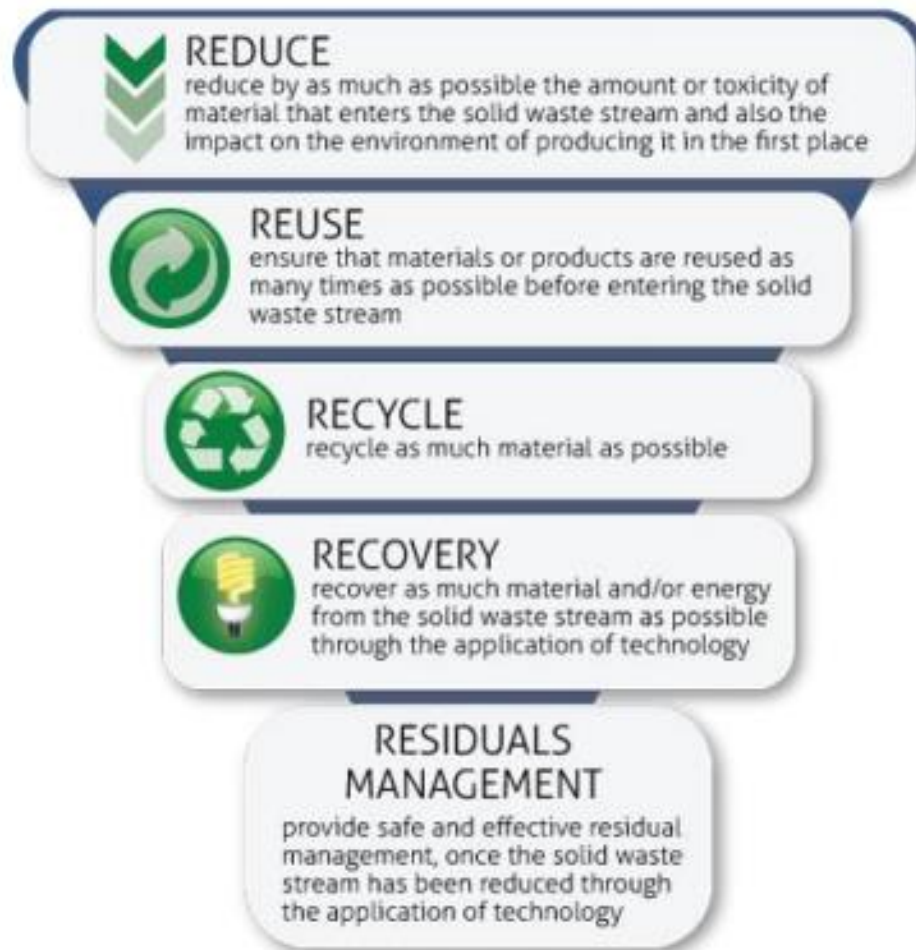 REDUCE
reduce by as much as possible the amount or toxicity of
material that enters the solid waste stream and also the
impact on the environment of producing it in the first place
REUSE
ensure that materials or products are reused as
many times as possible before entering the solid
waste stream
RECYCLE
recycle as much material as possible
RECOVERY
recover as much material and/or energy
from the solid waste stream as possible
through the application of technology
RESIDUALS
MANAGEMENT
provide safe and effective residual
management, once the solid waste
stream has been reduced through
the application of technology